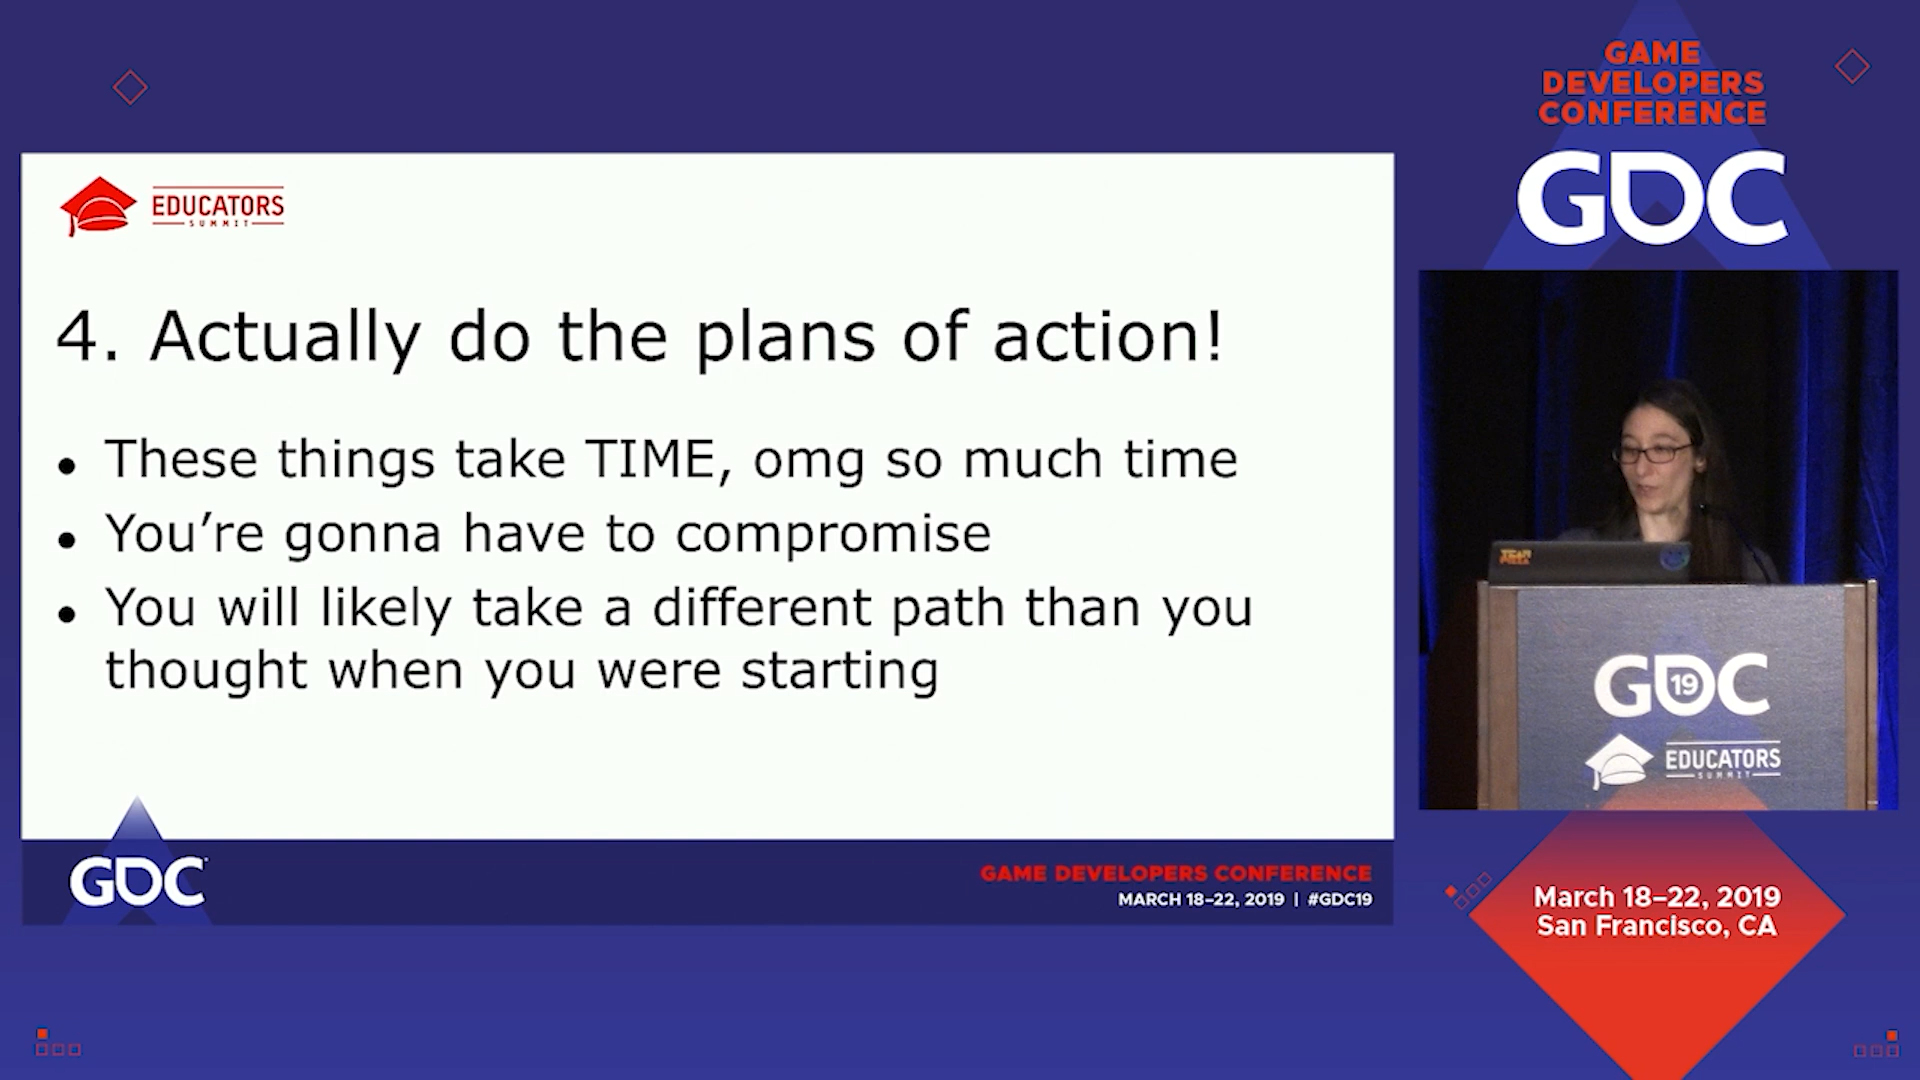 GAME
DEVELOPERS
CONFERENCE
GDC
EDUCATORS
SUMMIT
4. Actually do the plans of action!
• These things take TIME, omg so much time
• You’re gonna have to compromise
• You will likely take a different path than you
thought when you were starting
GDC
GAME DEVELOPERS CONFERENCE
MARCH 18–22, 2019 | #GDC19
GDC
19
EDUCATORS
SUMMIT
March 18–22, 2019
San Francisco, CA